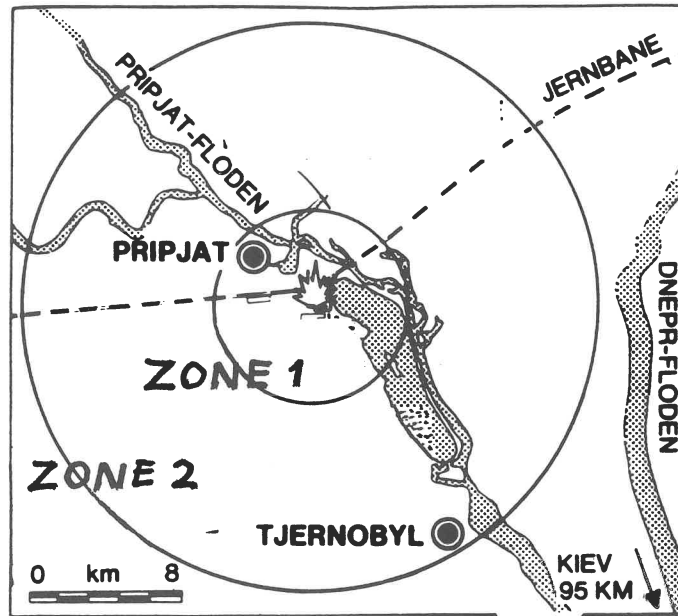 PRIPJAT-FLODEN
JERNBANE
PRIPJAT
DNEPR-FLODEN
ZONE 1
ZONE 2
TJERNOBYL
0 km 8
KIEV
95 KM